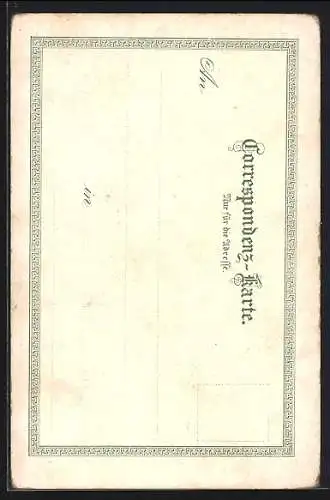 Correspondenz-Karte.
Nur für die Adresse.
An
in